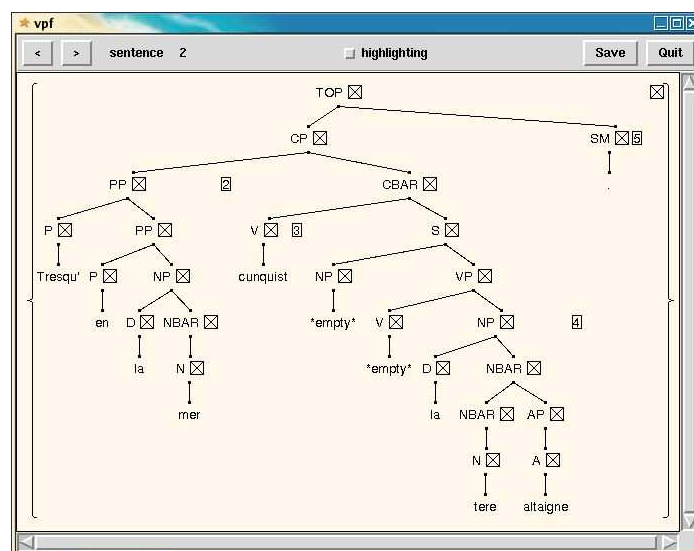 vpf
< > sentence 2 highlighting Save Quit
TOP
CP SM 5
PP 2 CBAR .
P PP V 3 S
Tresqu' P NP cunquist NP VP
en D NBAR *empty* V NP 4
la N *empty* D NBAR
mer la NBAR AP
N A
tere altaigne